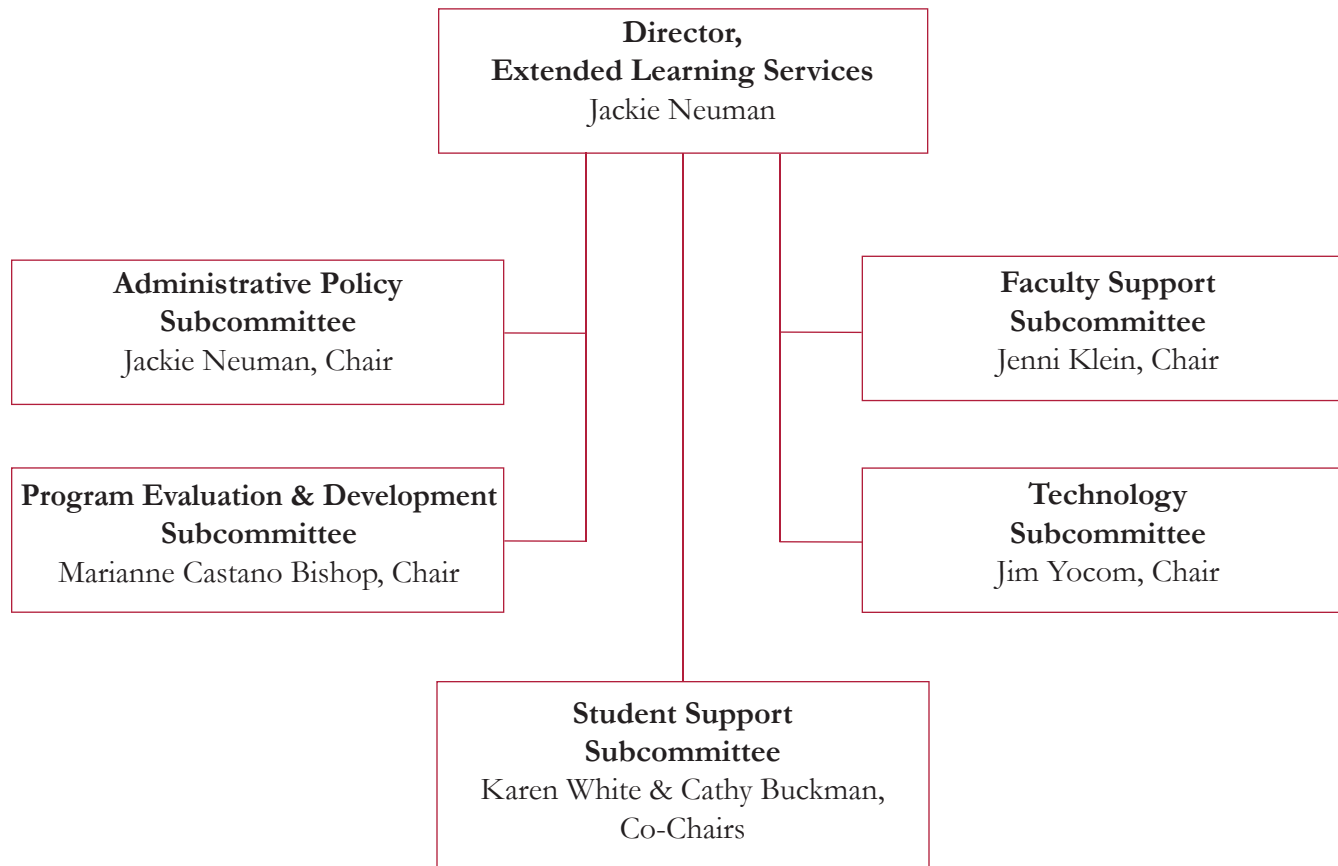 Director,
Extended Learning Services
Jackie Neuman
Administrative Policy
Subcommittee
Jackie Neuman, Chair
Faculty Support
Subcommittee
Jenni Klein, Chair
Program Evaluation & Development
Subcommittee
Marianne Castano Bishop, Chair
Technology
Subcommittee
Jim Yocom, Chair
Student Support
Subcommittee
Karen White & Cathy Buckman,
Co-Chairs